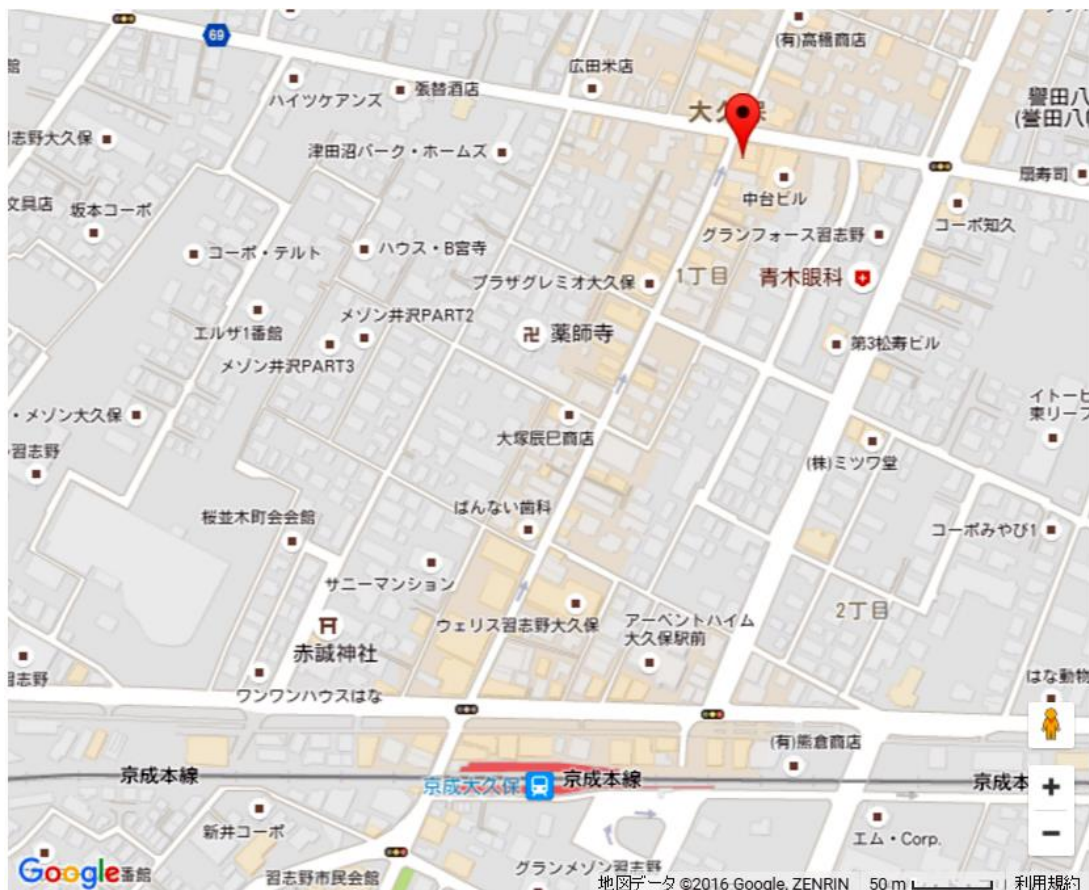 69
(有)高橋商店
広田米店
張替酒店
ハイツケアンズ
大久保
譽田八
(誉田八
習志野大久保
津田沼パーク・ホームズ
扇寿司
中台ビル
文具店
坂本コーポ
コーポ知久
グランフォース習志野
コーポ・テルト
ハウス・B宮寺
1丁目
青木眼科
プラザグレミオ大久保
メゾン井沢PART2
エルザ1番館
薬師寺
第3松寿ビル
メゾン井沢PART3
イトーピ
東リーフ
・メゾン大久保
大塚辰巳商店
習志野
(株)ミツワ堂
ばんない歯科
桜並木町会会館
コーポみやび1
サニーマンション
2丁目
ウェリス習志野大久保
アーベントハイム
大久保駅前
赤誠神社
習志野
ワンワンハウスはな
はな動物
(有)熊倉商店
京成本線
京成大久保
京成本線
京成本
新井コーポ
エム・Corp.
グランメゾン習志野
Google
番館
習志野市民会館
地図データ ©2016 Google, ZENRIN
50 m
利用規約